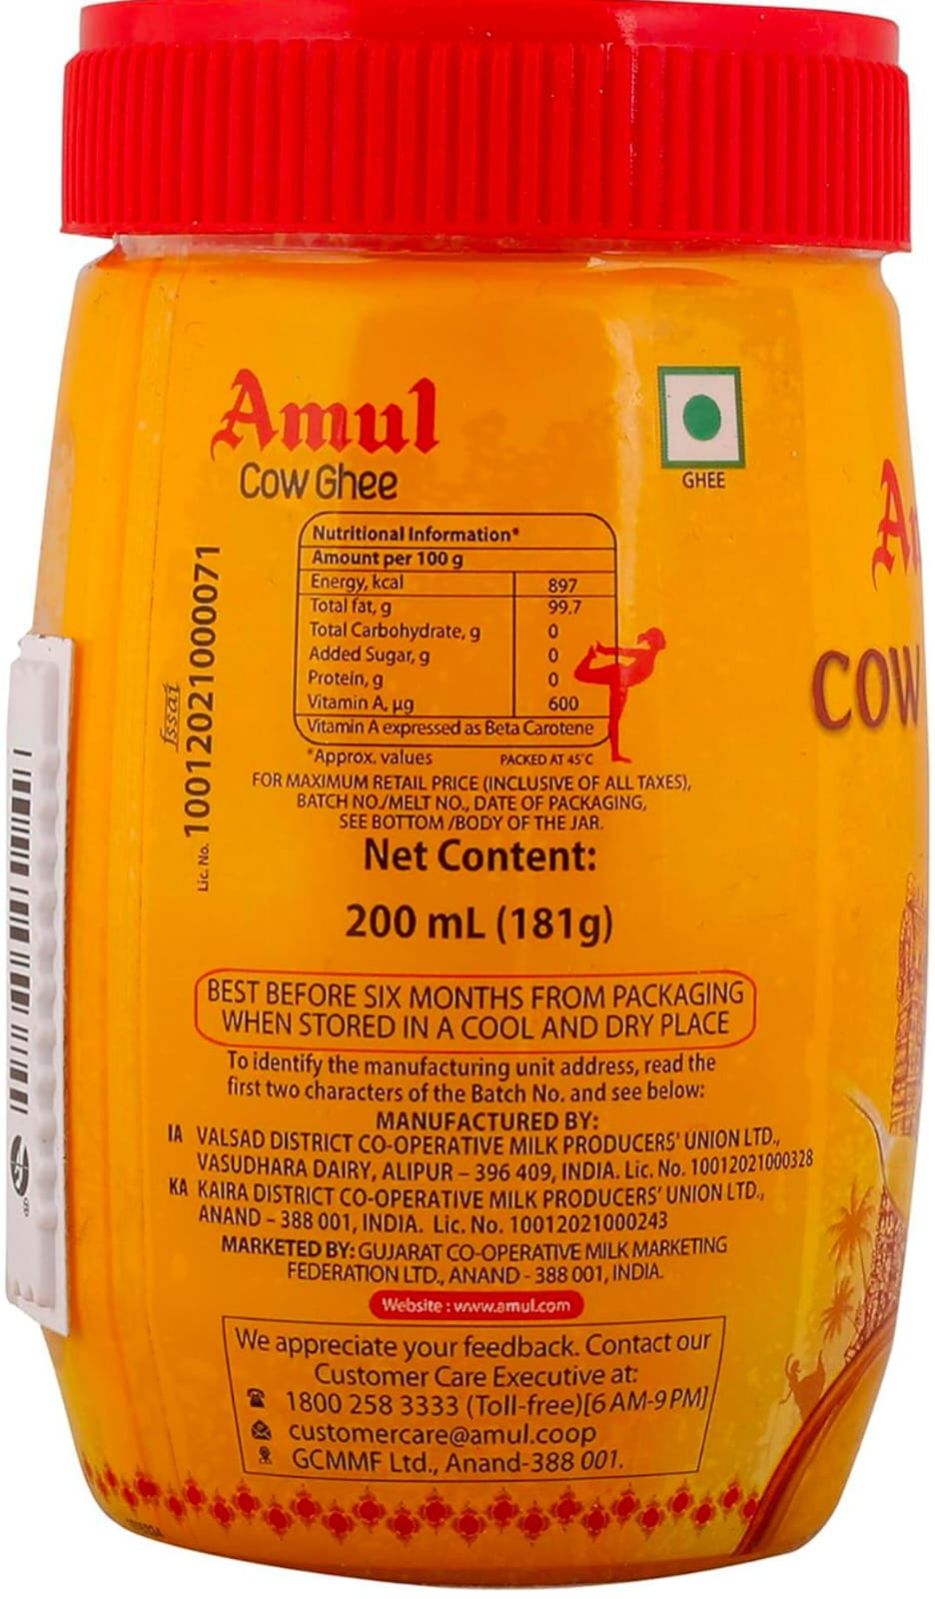 Amul
Cow Ghee
GHEE
Nutritional Information*
Amount per 100 g
Energy, kcal 897
Total fat, g 99.7
Total Carbohydrate, g 0
Added Sugar, g 0
Protein, g 0
Vitamin A, µg 600
Vitamin A expressed as Beta Carotene
*Approx. values PACKED AT 45°C
fssai
Lic. No. 10012021000071
FOR MAXIMUM RETAIL PRICE (INCLUSIVE OF ALL TAXES),
BATCH NO./MELT NO., DATE OF PACKAGING,
SEE BOTTOM /BODY OF THE JAR.
Net Content:
200 mL (181g)
BEST BEFORE SIX MONTHS FROM PACKAGING
WHEN STORED IN A COOL AND DRY PLACE
To identify the manufacturing unit address, read the
first two characters of the Batch No. and see below:
MANUFACTURED BY:
IA VALSAD DISTRICT CO-OPERATIVE MILK PRODUCERS' UNION LTD.,
VASUDHARA DAIRY, ALIPUR – 396 409, INDIA. Lic. No. 10012021000328
KA KAIRA DISTRICT CO-OPERATIVE MILK PRODUCERS' UNION LTD.,
ANAND – 388 001, INDIA. Lic. No. 10012021000243
MARKETED BY: GUJARAT CO-OPERATIVE MILK MARKETING
FEDERATION LTD., ANAND - 388 001, INDIA.
Website : www.amul.com
We appreciate your feedback. Contact our
Customer Care Executive at:
1800 258 3333 (Toll-free)[6 AM-9 PM]
customercare@amul.coop
GCMMF Ltd., Anand-388 001.
COW